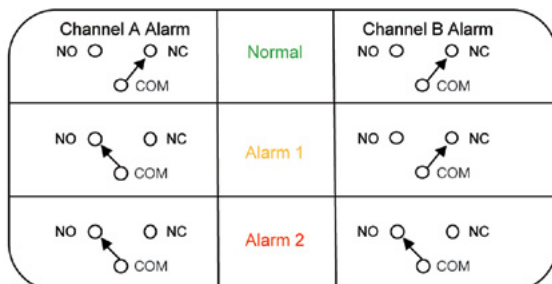 Channel A Alarm
NO NC
COM
Normal
Channel B Alarm
NO NC
COM
NO NC
COM
Alarm 1
NO NC
COM
NO NC
COM
Alarm 2
NO NC
COM